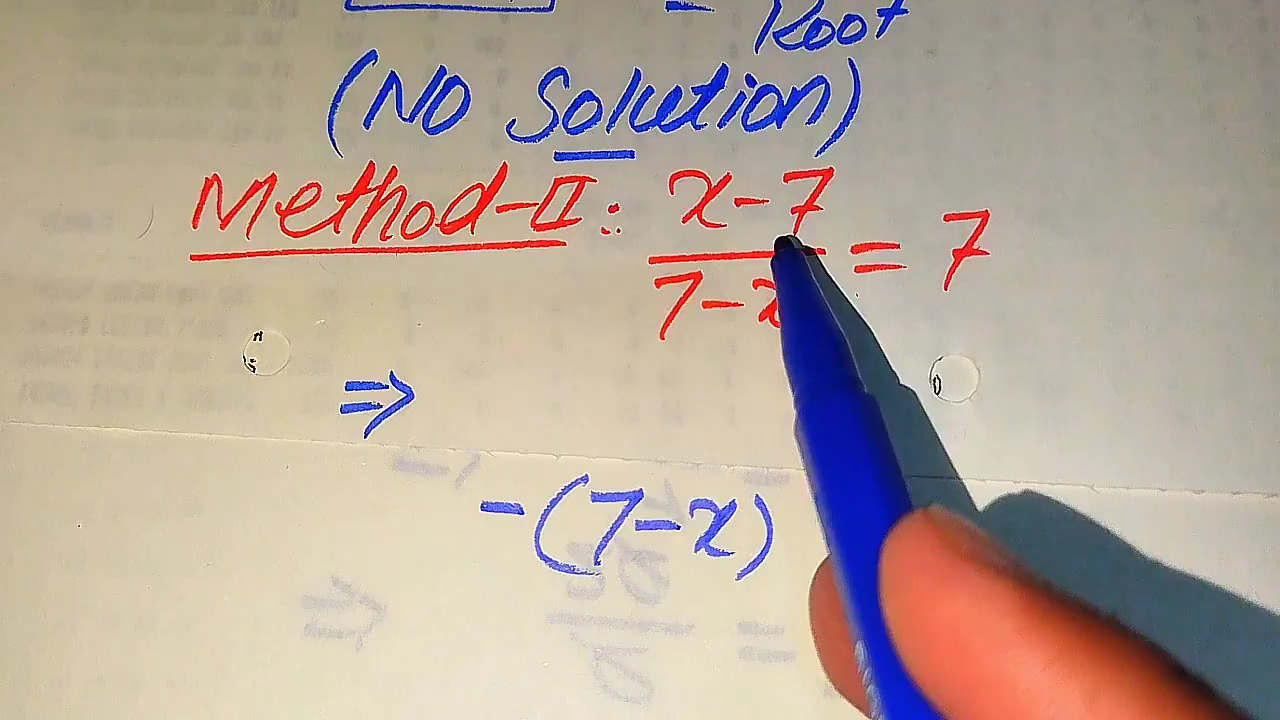 Root
(No Solution)
Method-II:: x-7/7-x = 7
⇒
-(7-x)